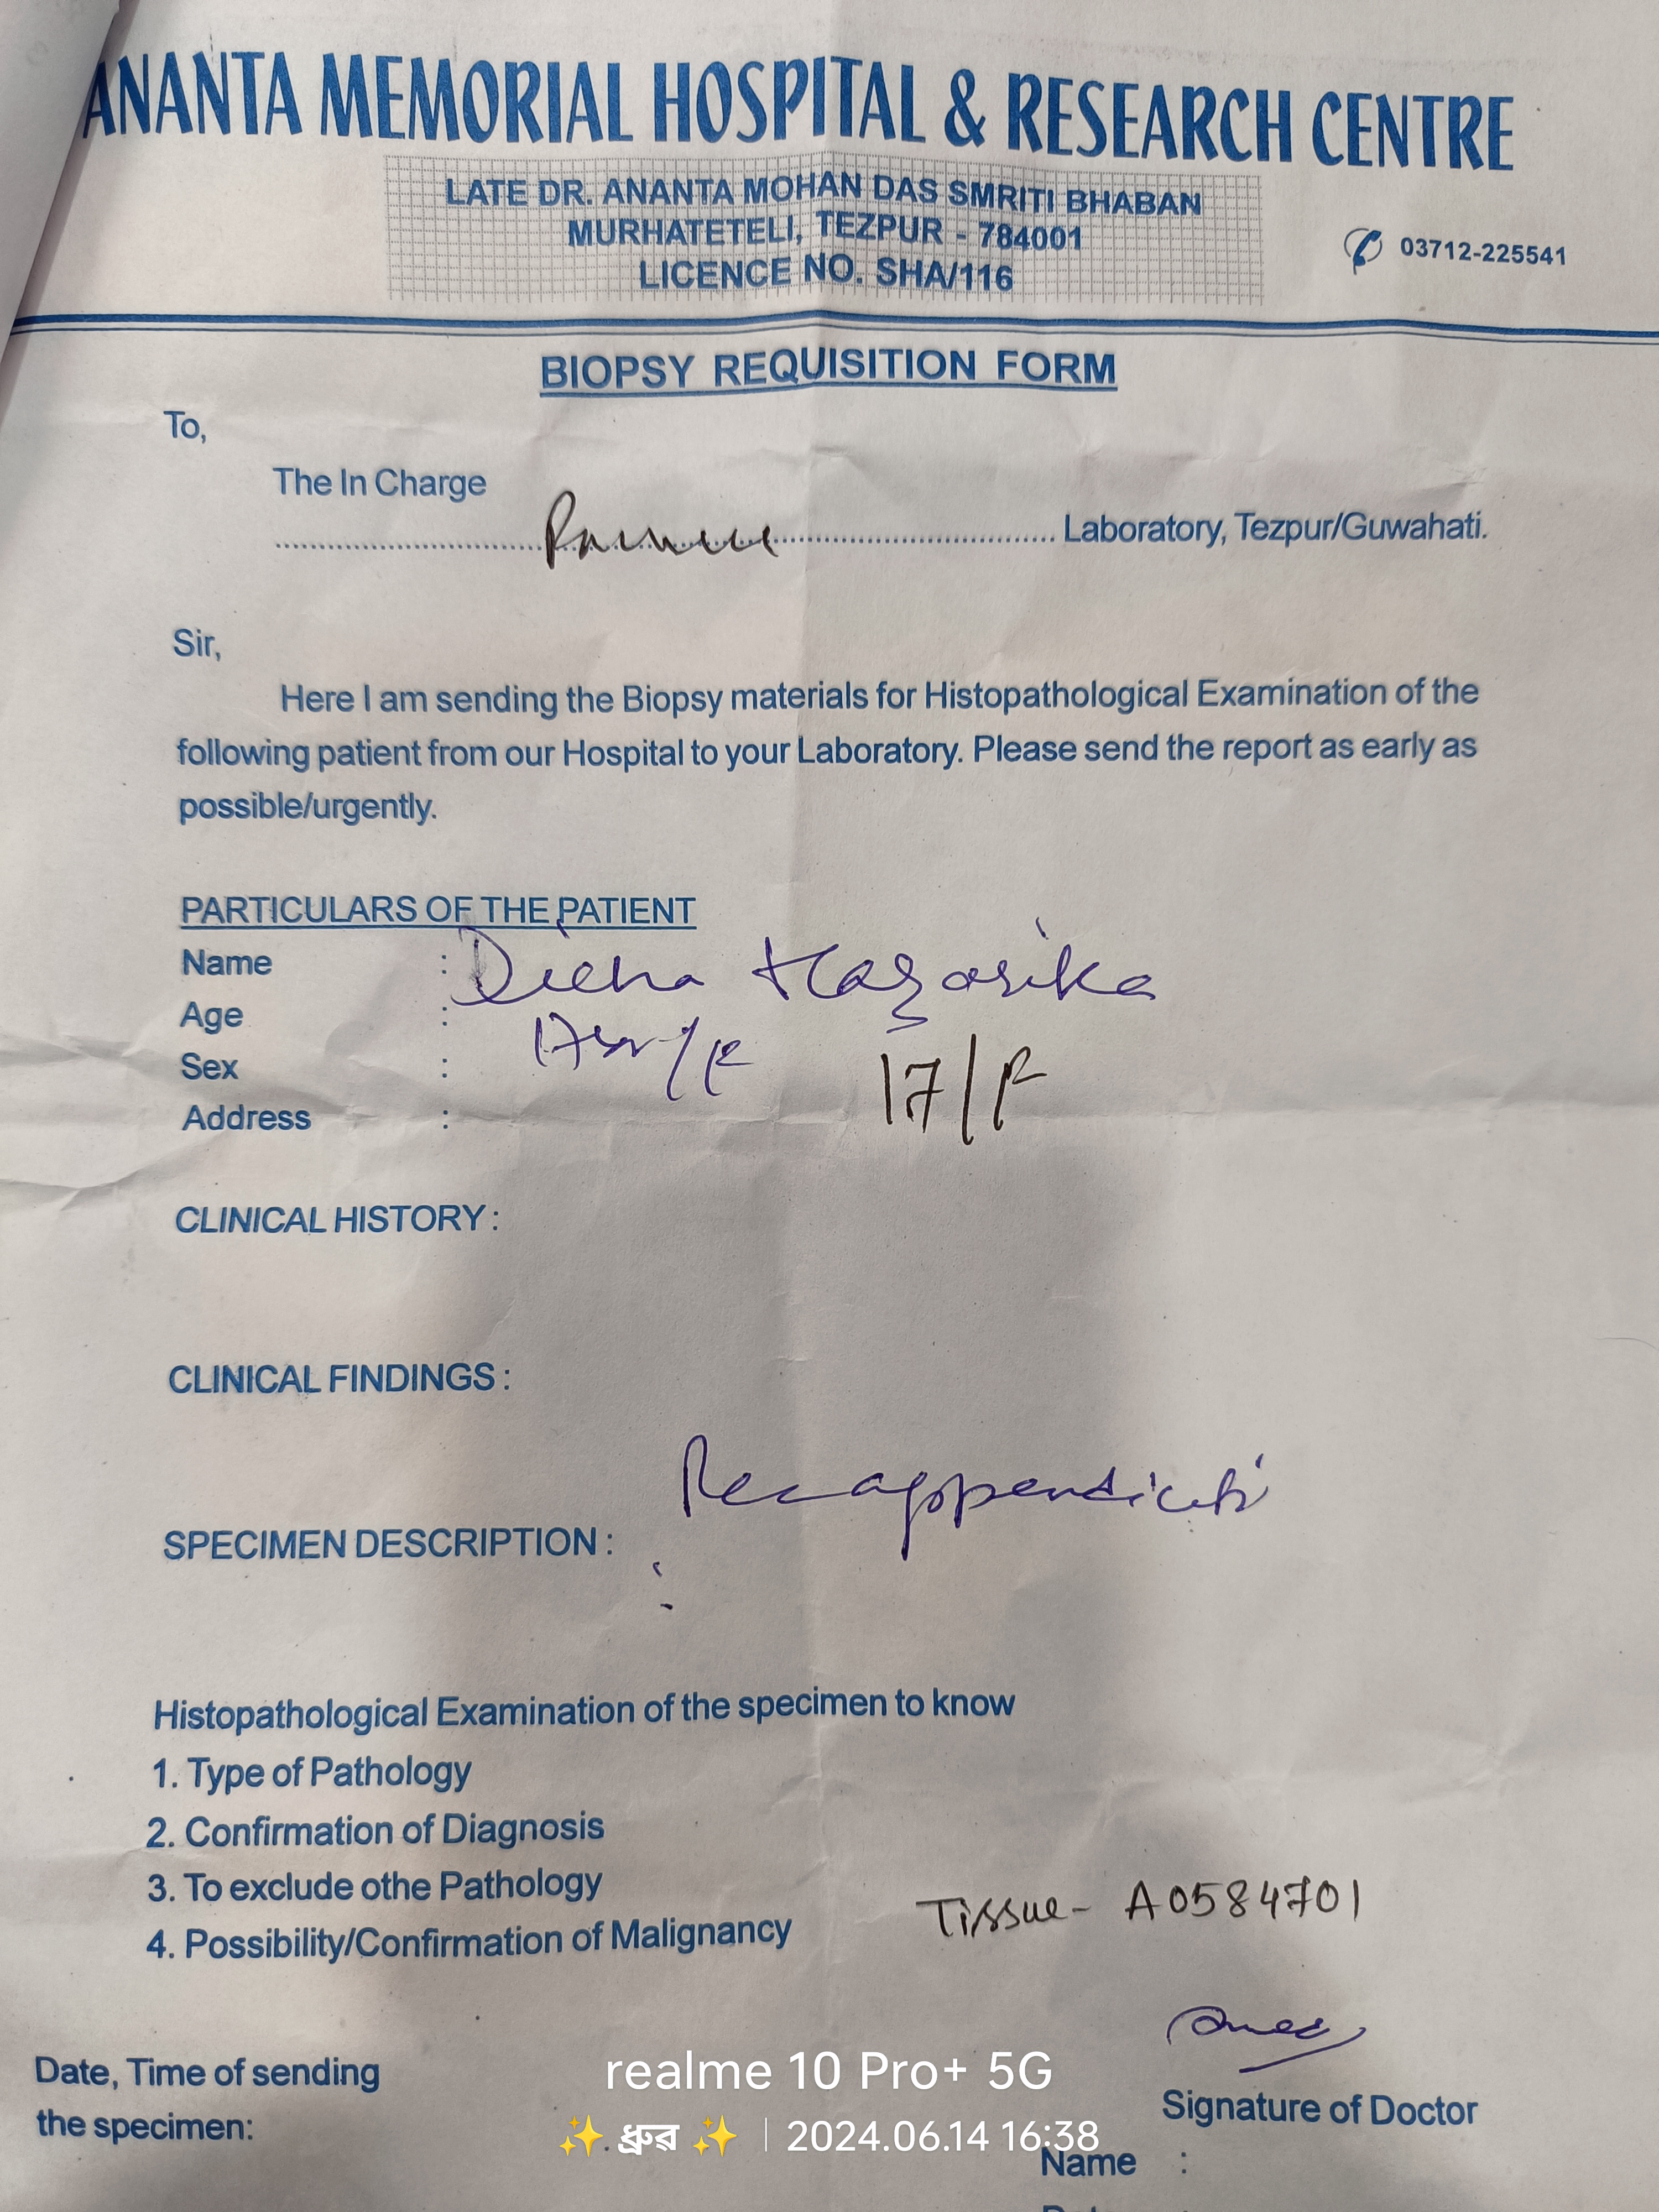 ANANTA MEMORIAL HOSPITAL & RESEARCH CENTRE
LATE DR. ANANTA MOHAN DAS SMRITI BHABAN
MURHATETELI, TEZPUR - 784001
LICENCE NO. SHA/116
03712-225541
BIOPSY REQUISITION FORM
To,
The In Charge
Laboratory, Tezpur/Guwahati.
Sir,
Here I am sending the Biopsy materials for Histopathological Examination of the
following patient from our Hospital to your Laboratory. Please send the report as early as
possible/urgently.
PARTICULARS OF THE PATIENT
Name : Hazarika
Age :
Sex : 17/F
Address :
CLINICAL HISTORY :
CLINICAL FINDINGS :
SPECIMEN DESCRIPTION :
Histopathological Examination of the specimen to know
1. Type of Pathology
2. Confirmation of Diagnosis
3. To exclude othe Pathology
4. Possibility/Confirmation of Malignancy
Tissue - A0584701
Date, Time of sending
the specimen:
Signature of Doctor
Name :
realme 10 Pro+ 5G
✨. ধ্ৰুৱ ✨ | 2024.06.14 16:38